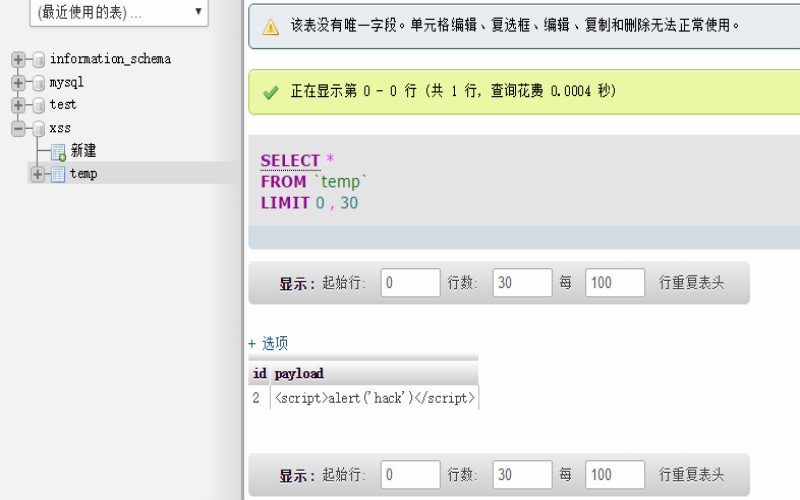 (最近使用的表) ...
information_schema
mysql
test
xss
新建
temp
该表没有唯一字段。单元格编辑、复选框、编辑、复制和删除无法正常使用。
正在显示第 0 - 0 行 (共 1 行, 查询花费 0.0004 秒)
SELECT *
FROM `temp`
LIMIT 0 , 30
显示: 起始行: 0 行数: 30 每 100 行重复表头
+ 选项
id payload
2 <script>alert('hack')</script>
显示: 起始行: 0 行数: 30 每 100 行重复表头